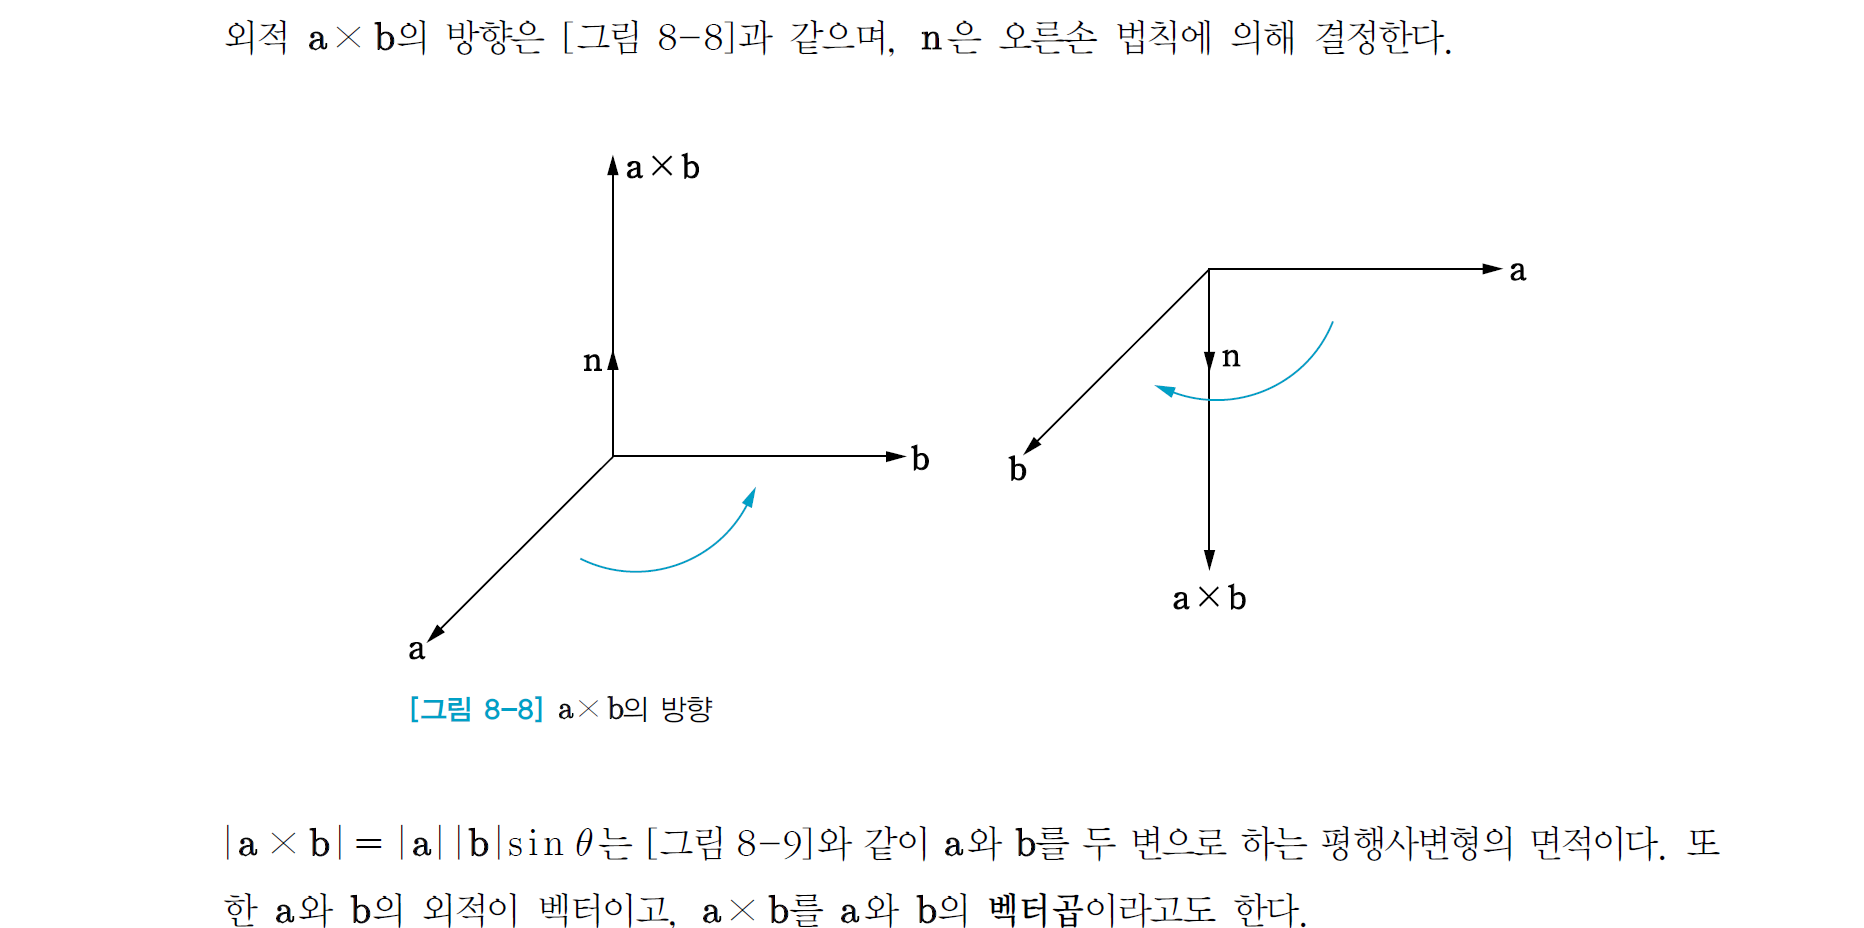 외적 a × b의 방향은 [그림 8-8]과 같으며, n은 오른손 법칙에 의해 결정한다.
a × b
n
b
a
a
n
b
a × b
[그림 8-8] a × b의 방향
|a × b| = |a| |b| sin θ는 [그림 8-9]와 같이 a와 b를 두 변으로 하는 평행사변형의 면적이다. 또
한 a와 b의 외적이 벡터이고, a × b를 a와 b의 벡터곱이라고도 한다.